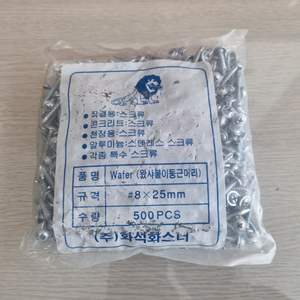 • 직결용.스크류
• 콘크리트 스크류
• 천정용.스크류
• 알루미늄.스덴레스 스크류
• 각종 특수 스크류
품 명 Wafer (왔샤붙이둥근머리)
규 격 #8×25mm
수 량 500PCS
(주)화석화스너